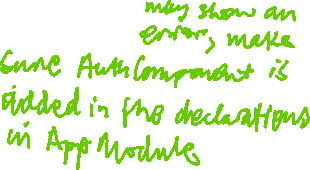 may show an
error, make
sure AuthComponent is
added in the declarations
in AppModule